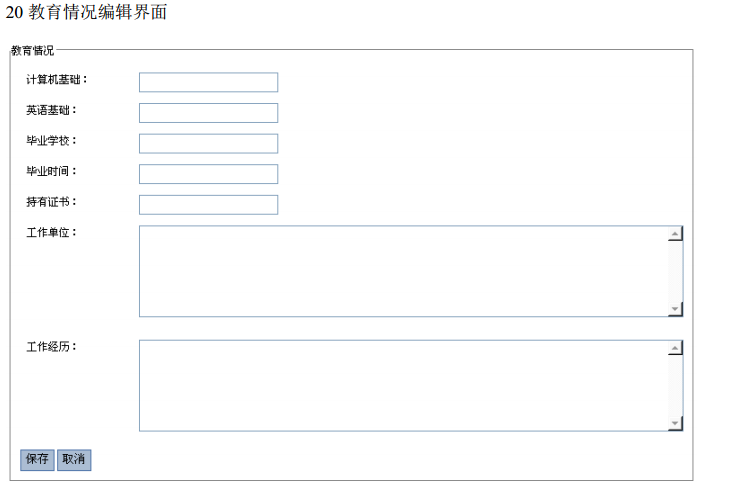 20 教育情况编辑界面
教育情况
计算机基础：
英语基础：
毕业学校：
毕业时间：
持有证书：
工作单位：
工作经历：
保存 取消